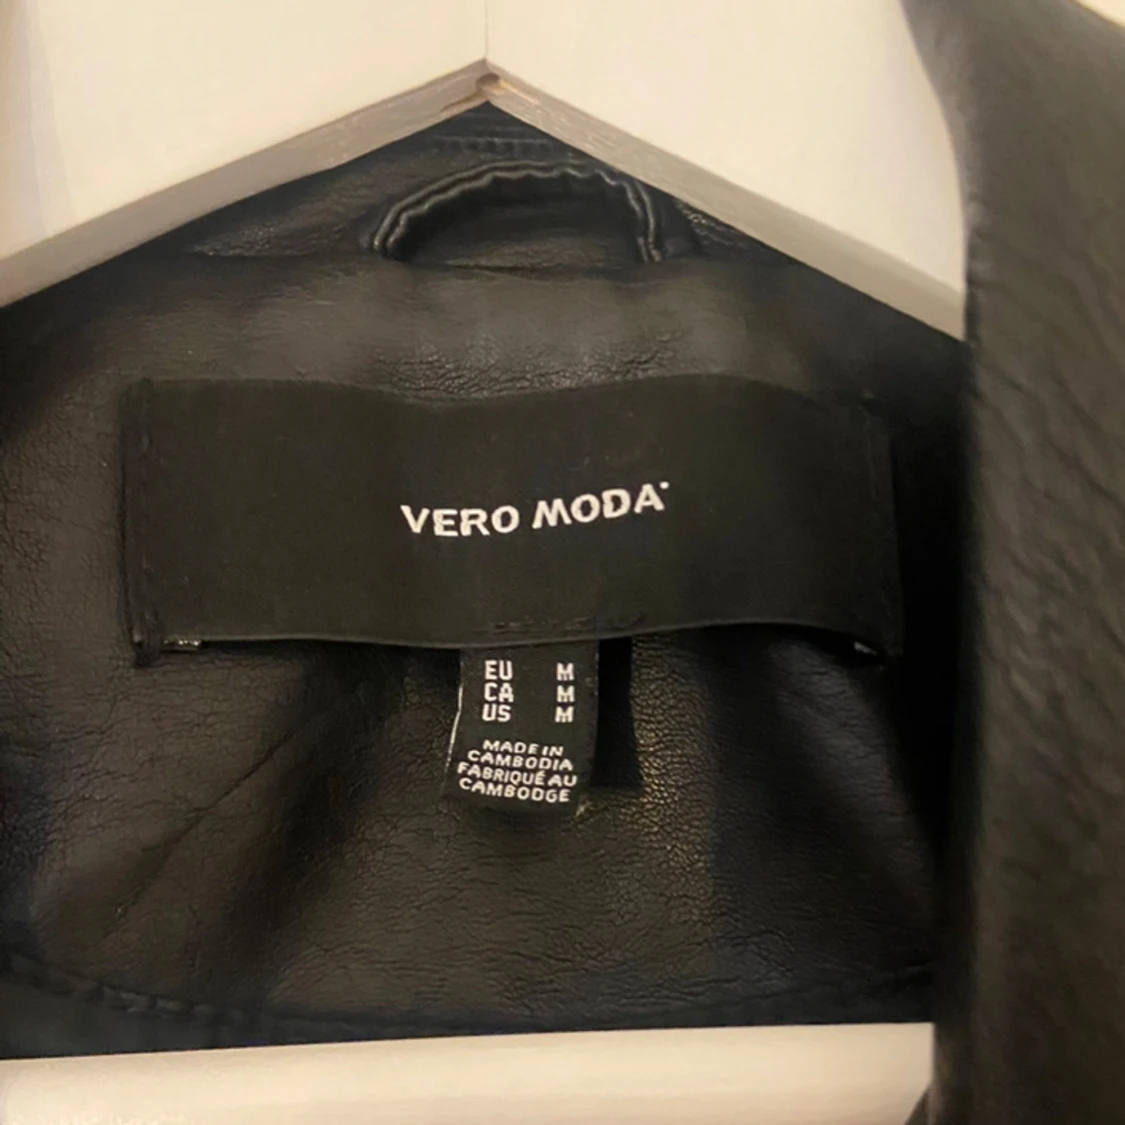 VERO MODA
EU M
CA M
US M
MADE IN
CAMBODIA
FABRIQUÉ AU
CAMBODGE